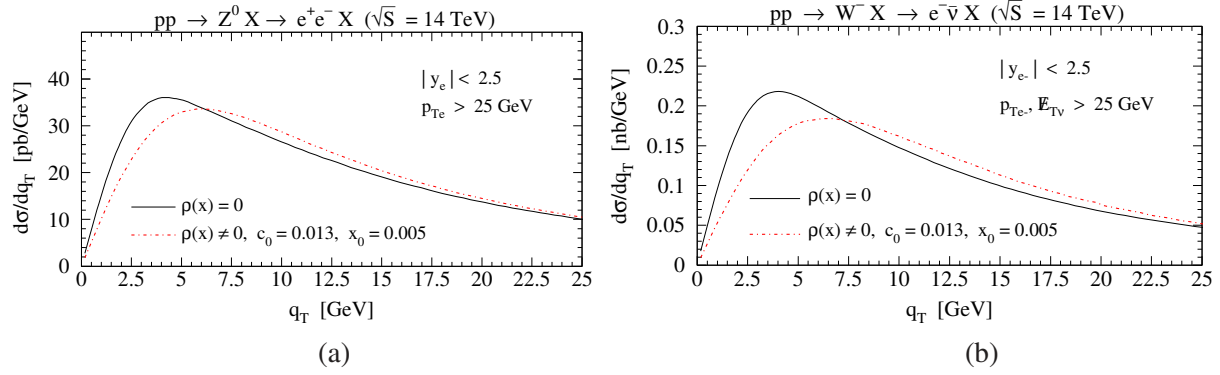 pp → Z⁰ X → e⁺e⁻ X (√S = 14 TeV)
dσ/dq_T [pb/GeV]
40
30
20
10
0
| y_e | < 2.5
p_Te > 25 GeV
ρ(x) = 0
ρ(x) ≠ 0, c_0 = 0.013, x_0 = 0.005
0 2.5 5 7.5 10 12.5 15 17.5 20 22.5 25
q_T [GeV]
(a)
pp → W⁻ X → e⁻ν̄ X (√S = 14 TeV)
dσ/dq_T [nb/GeV]
0.3
0.25
0.2
0.15
0.1
0.05
0
| y_e- | < 2.5
p_Te-, E̸_Tν > 25 GeV
ρ(x) = 0
ρ(x) ≠ 0, c_0 = 0.013, x_0 = 0.005
0 2.5 5 7.5 10 12.5 15 17.5 20 22.5 25
q_T [GeV]
(b)